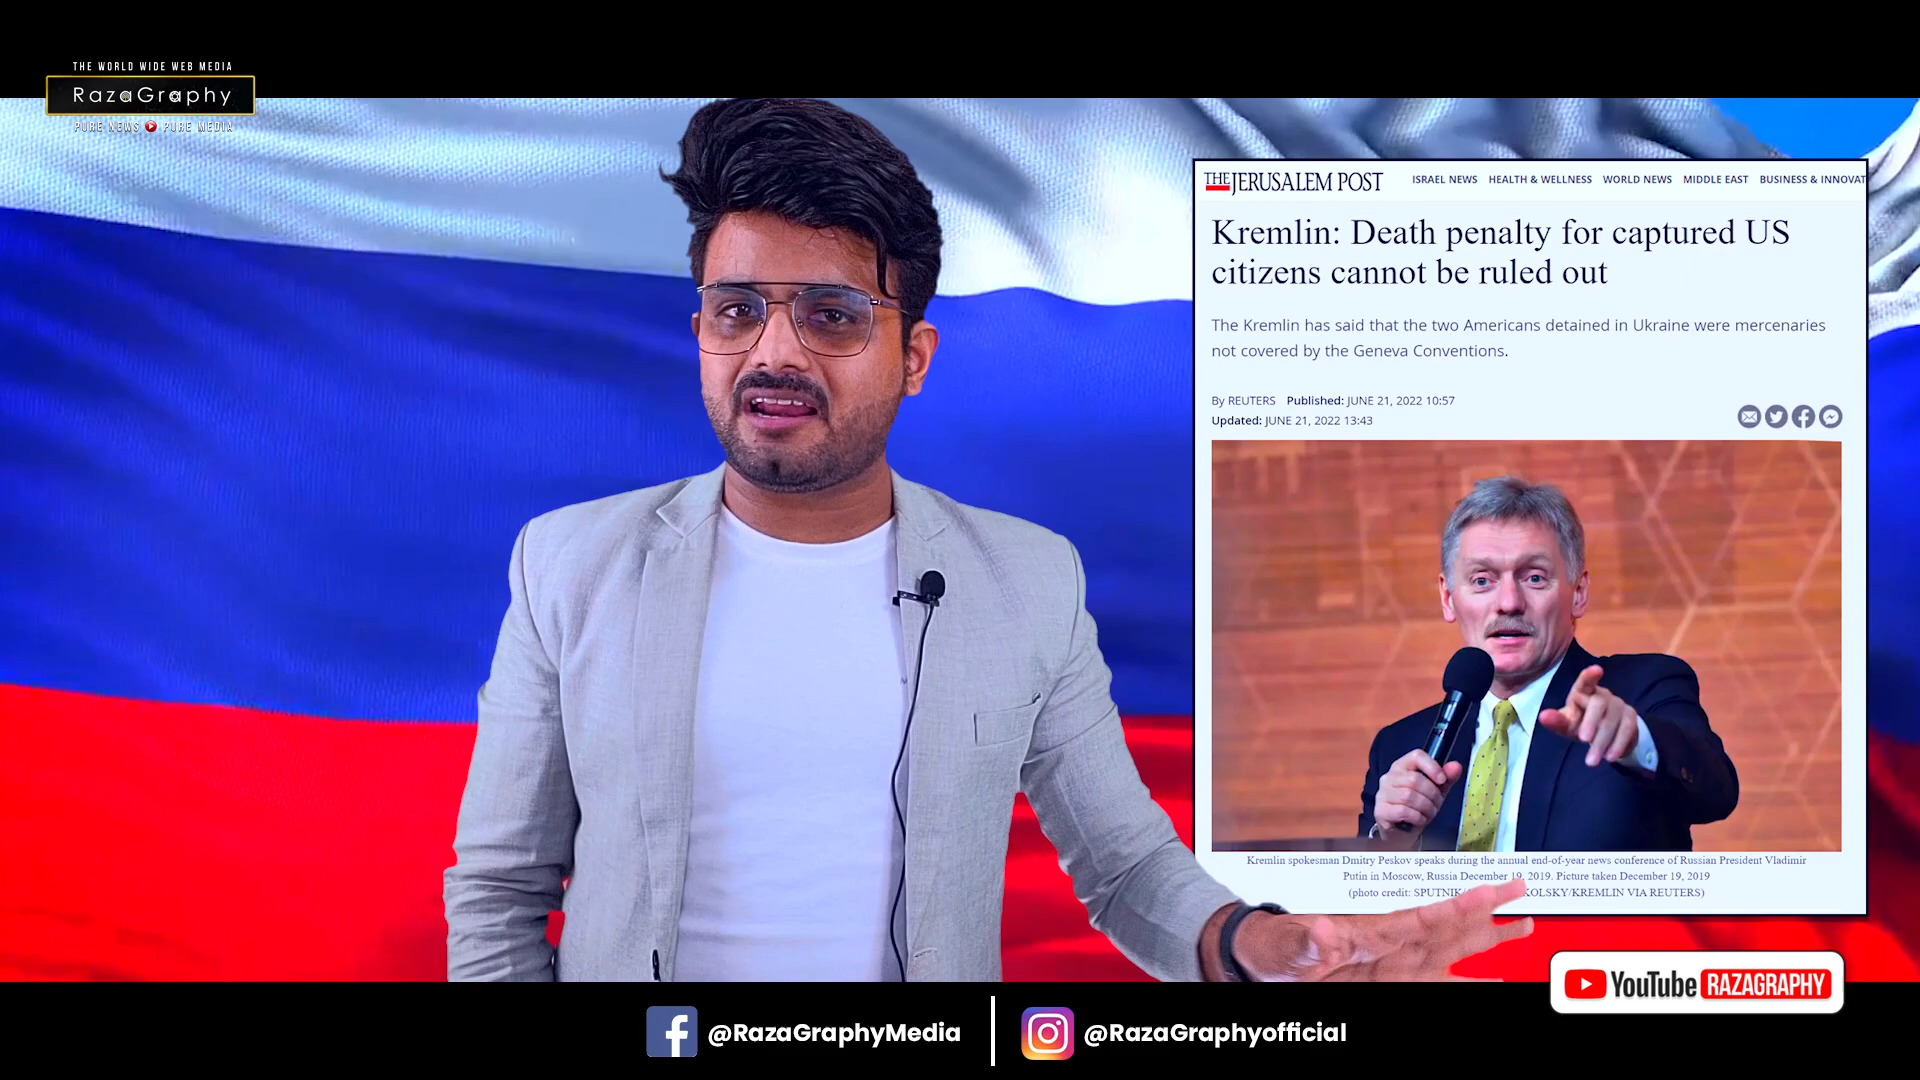 THE WORLD WIDE WEB MEDIA
RazaGraphy
PURE NEWS PURE MEDIA
THE JERUSALEM POST
ISRAEL NEWS HEALTH & WELLNESS WORLD NEWS MIDDLE EAST BUSINESS & INNOVAT
Kremlin: Death penalty for captured US
citizens cannot be ruled out
The Kremlin has said that the two Americans detained in Ukraine were mercenaries
not covered by the Geneva Conventions.
By REUTERS Published: JUNE 21, 2022 10:57
Updated: JUNE 21, 2022 13:43
Kremlin spokesman Dmitry Peskov speaks during the annual end-of-year news conference of Russian President Vladimir
Putin in Moscow, Russia December 19, 2019. Picture taken December 19, 2019
(photo credit: SPUTNIK/ KOLSKY/KREMLIN VIA REUTERS)
YouTube RAZAGRAPHY
@RazaGraphyMedia
@RazaGraphyofficial